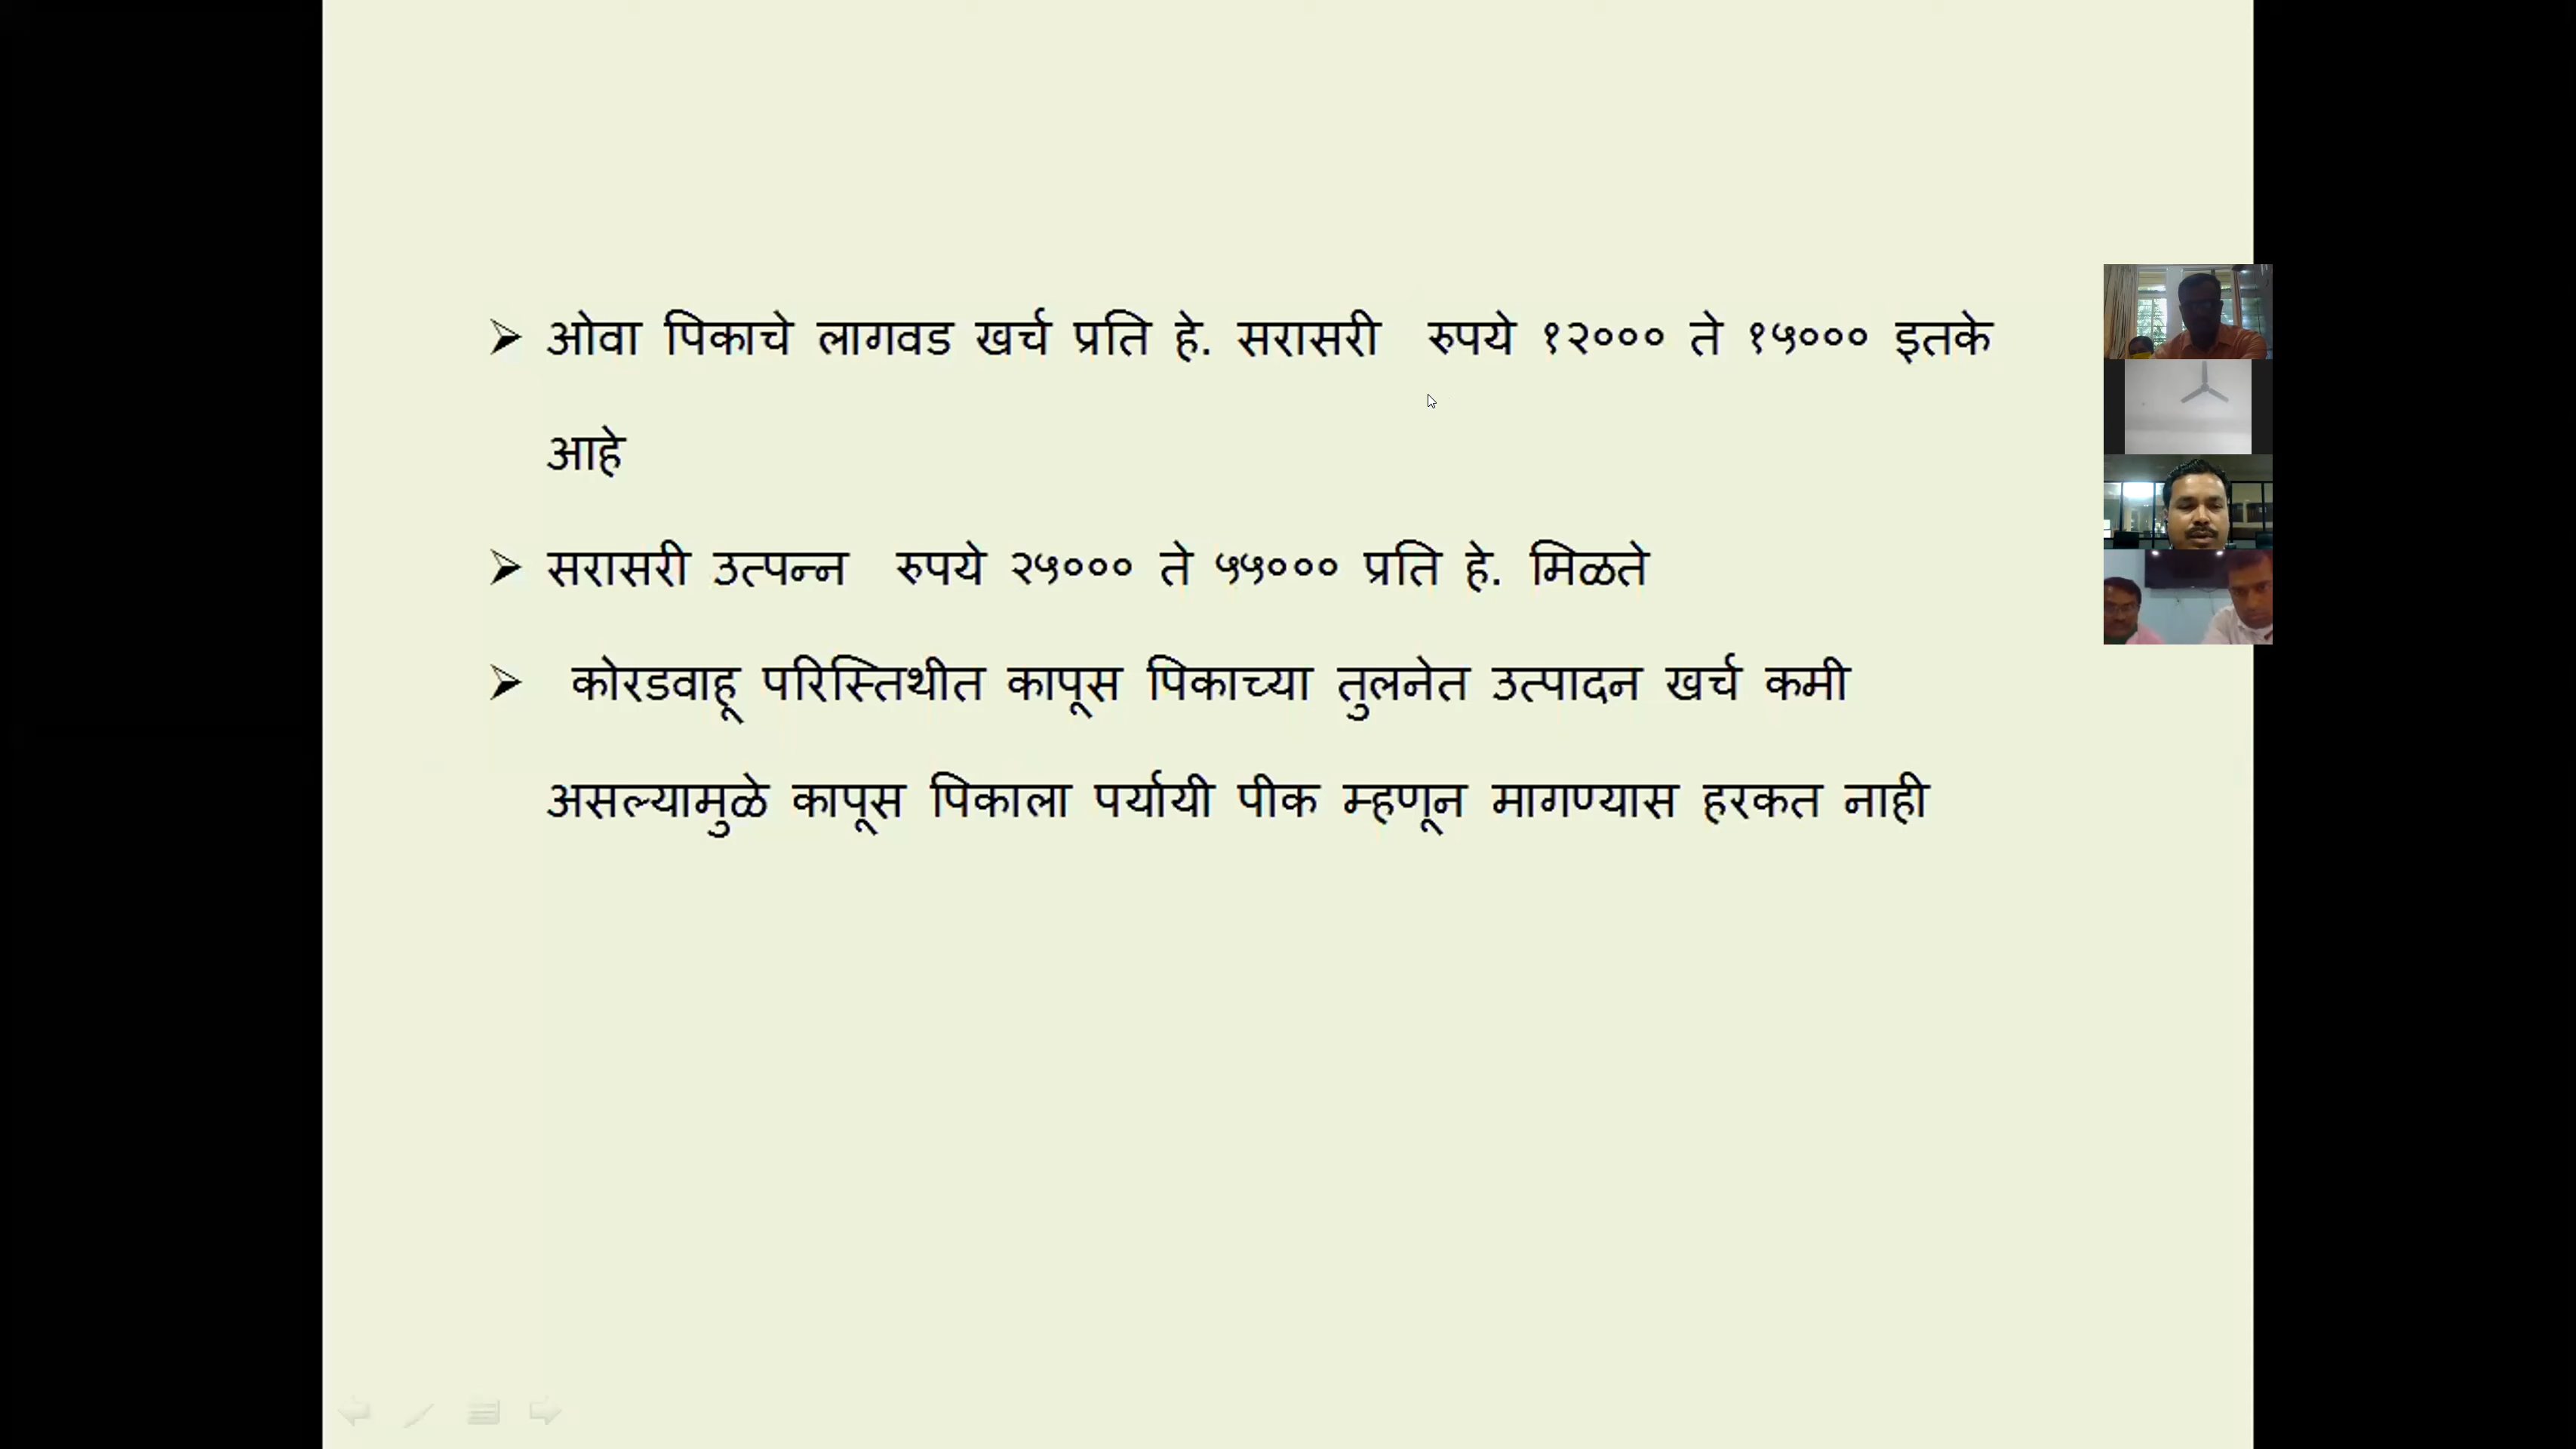 ➢ ओवा पिकाचे लागवड खर्च प्रति हे. सरासरी रुपये १२००० ते १५००० इतके
आहे
➢ सरासरी उत्पन्न रुपये २५००० ते ५५००० प्रति हे. मिळते
➢ कोरडवाहू परिस्तिथीत कापूस पिकाच्या तुलनेत उत्पादन खर्च कमी
असल्यामुळे कापूस पिकाला पर्यायी पीक म्हणून मागण्यास हरकत नाही